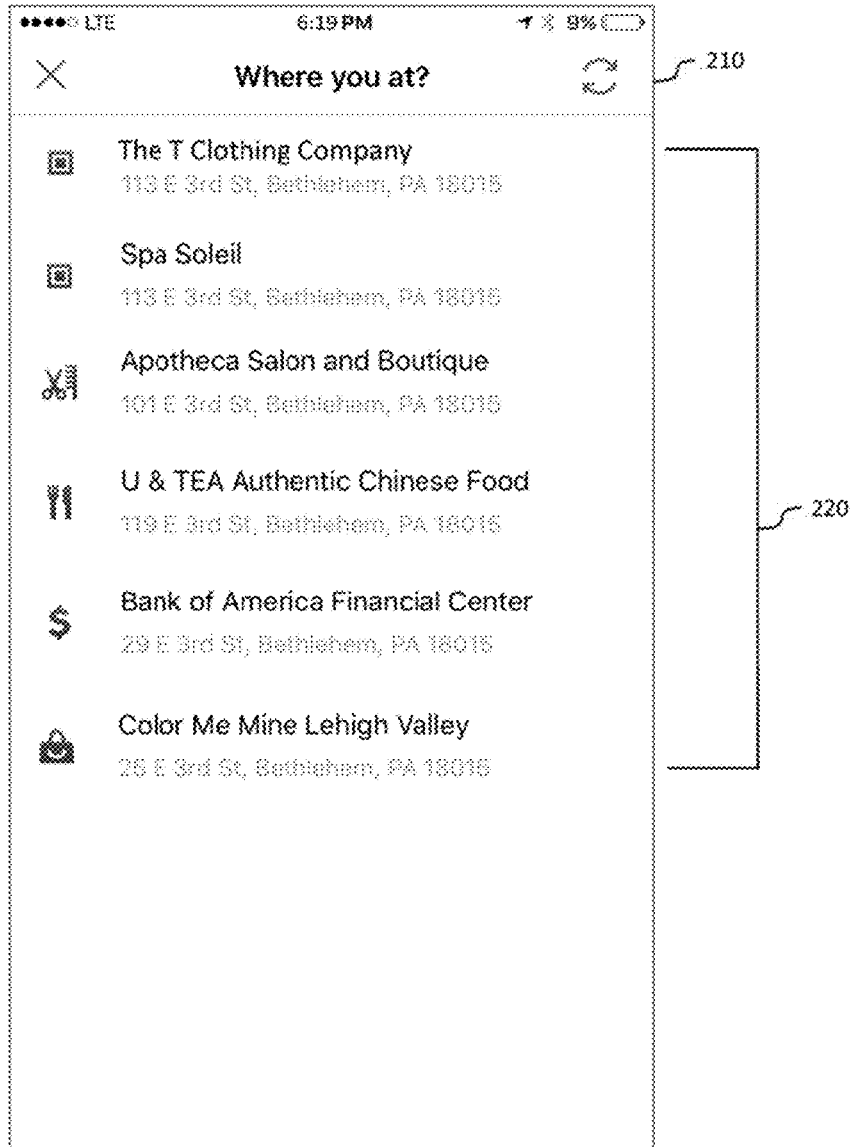 LTE 6:19 PM 9%
Where you at?
210
The T Clothing Company
113 E 3rd St, Bethlehem, PA 18015
Spa Soleil
113 E 3rd St, Bethlehem, PA 18015
Apotheca Salon and Boutique
101 E 3rd St, Bethlehem, PA 18015
U & TEA Authentic Chinese Food
119 E 3rd St, Bethlehem, PA 18015
220
Bank of America Financial Center
$
29 E 3rd St, Bethlehem, PA 18015
Color Me Mine Lehigh Valley
25 E 3rd St, Bethlehem, PA 18015